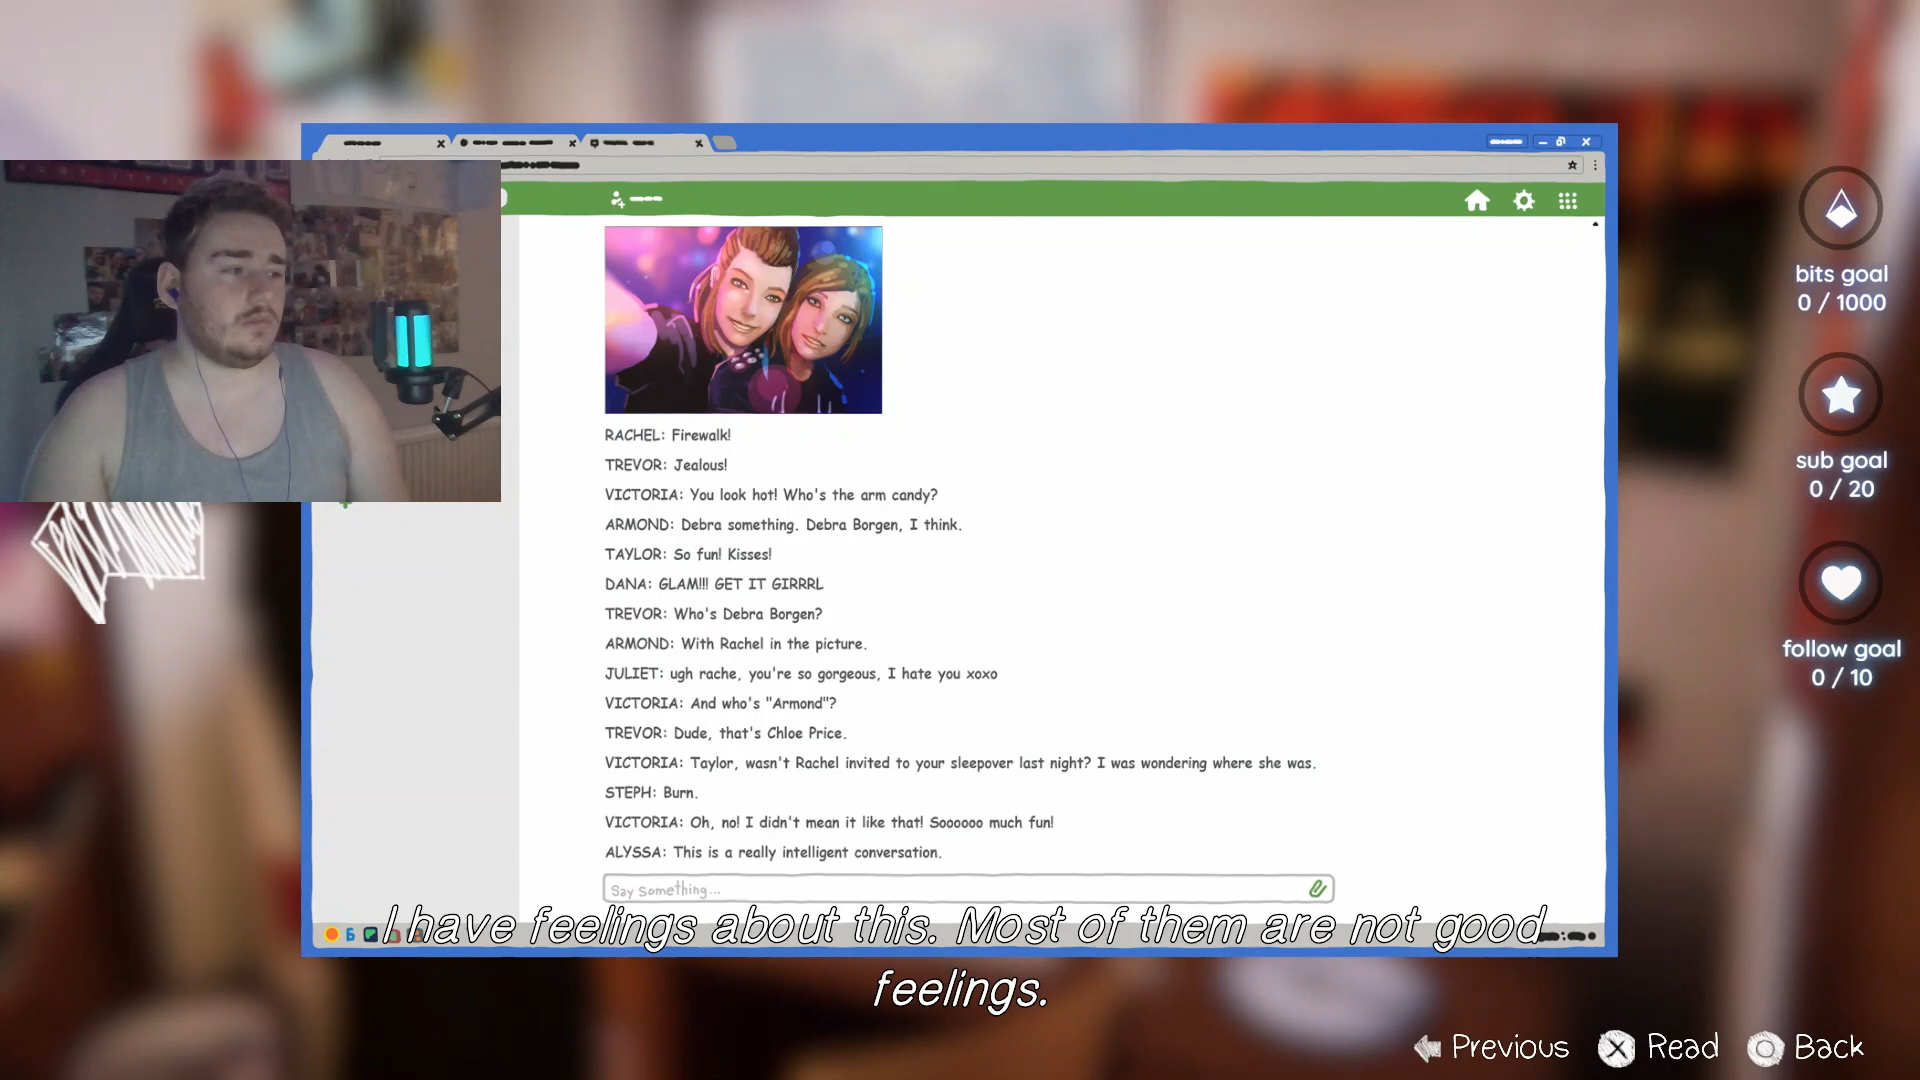 RACHEL: Firewalk!
TREVOR: Jealous!
VICTORIA: You look hot! Who's the arm candy?
ARMOND: Debra something. Debra Borgen, I think.
TAYLOR: So fun! Kisses!
DANA: GLAM!!! GET IT GIRRRL
TREVOR: Who's Debra Borgen?
ARMOND: With Rachel in the picture.
JULIET: ugh rache, you're so gorgeous, I hate you xoxo
VICTORIA: And who's "Armond"?
TREVOR: Dude, that's Chloe Price.
VICTORIA: Taylor, wasn't Rachel invited to your sleepover last night? I was wondering where she was.
STEPH: Burn.
VICTORIA: Oh, no! I didn't mean it like that! Soooooo much fun!
ALYSSA: This is a really intelligent conversation.
Say Something...
I have feelings about this. Most of them are not good
feelings.
bits goal
0 / 1000
sub goal
0 / 20
follow goal
0 / 10
Previous
Read
Back